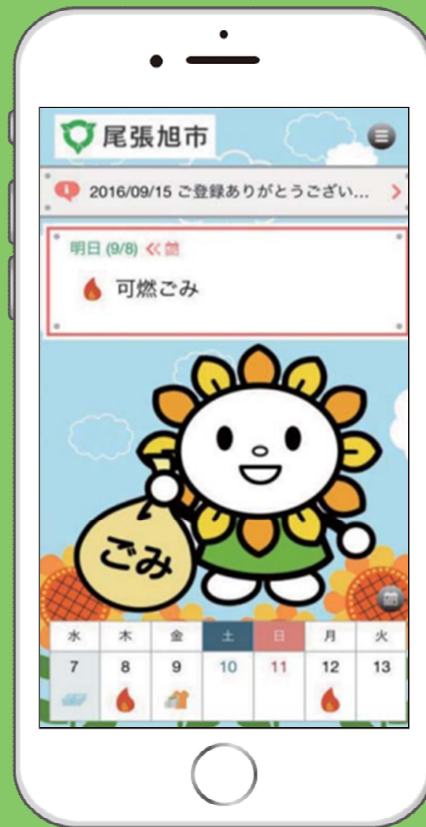 尾張旭市
2016/09/15 ご登録ありがとうござい...
明日 (9/8)
可燃ごみ
ごみ
水 木 金 土 日 月 火
7 8 9 10 11 12 13